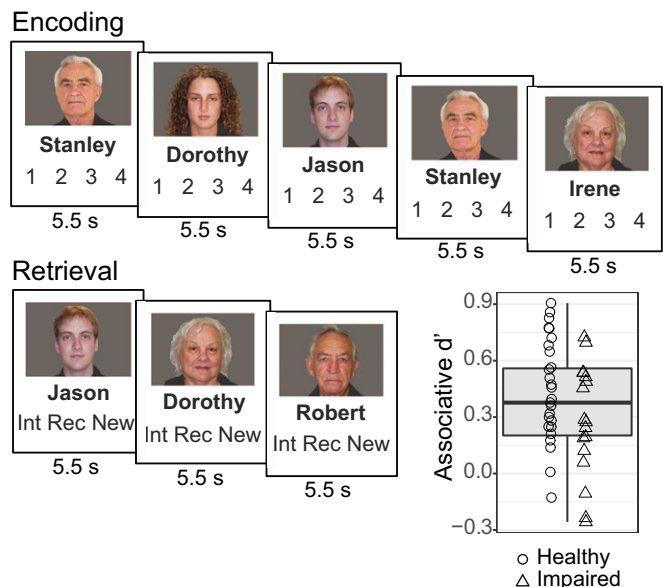 Encoding
Stanley
1 2 3 4
5.5 s
Dorothy
1 2 3 4
5.5 s
Jason
1 2 3 4
5.5 s
Stanley
1 2 3 4
5.5 s
Irene
1 2 3 4
5.5 s
Retrieval
Jason
Int Rec New
5.5 s
Dorothy
Int Rec New
5.5 s
Robert
Int Rec New
5.5 s
Associative d'
0.9
0.6
0.3
0.0
−0.3
Healthy
Impaired